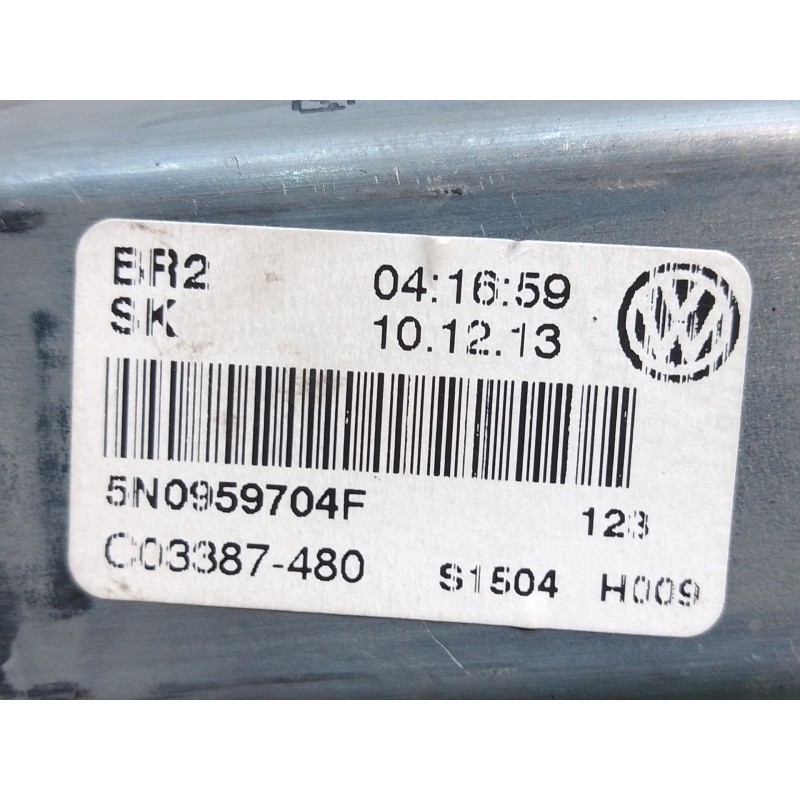 BR2 04:16:59
SK 10.12.13
5N0959704F 123
C03387-480 S1504 H009